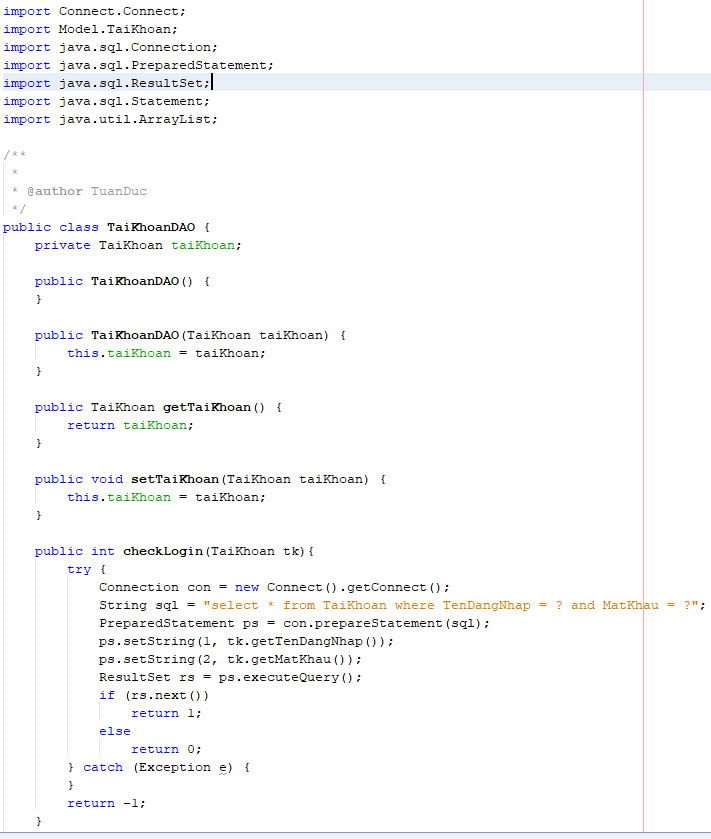 import Connect.Connect;
import Model.TaiKhoan;
import java.sql.Connection;
import java.sql.PreparedStatement;
import java.sql.ResultSet;
import java.sql.Statement;
import java.util.ArrayList;
/**
 *
 * @author TuanDuc
 */
public class TaiKhoanDAO {
    private TaiKhoan taiKhoan;
    public TaiKhoanDAO() {
    }
    public TaiKhoanDAO(TaiKhoan taiKhoan) {
        this.taiKhoan = taiKhoan;
    }
    public TaiKhoan getTaiKhoan() {
        return taiKhoan;
    }
    public void setTaiKhoan(TaiKhoan taiKhoan) {
        this.taiKhoan = taiKhoan;
    }
    public int checkLogin(TaiKhoan tk){
        try {
            Connection con = new Connect().getConnect();
            String sql = "select * from TaiKhoan where TenDangNhap = ? and MatKhau = ?";
            PreparedStatement ps = con.prepareStatement(sql);
            ps.setString(1, tk.getTenDangNhap());
            ps.setString(2, tk.getMatKhau());
            ResultSet rs = ps.executeQuery();
            if (rs.next())
                return 1;
            else
                return 0;
        } catch (Exception e) {
        }
        return -1;
    }